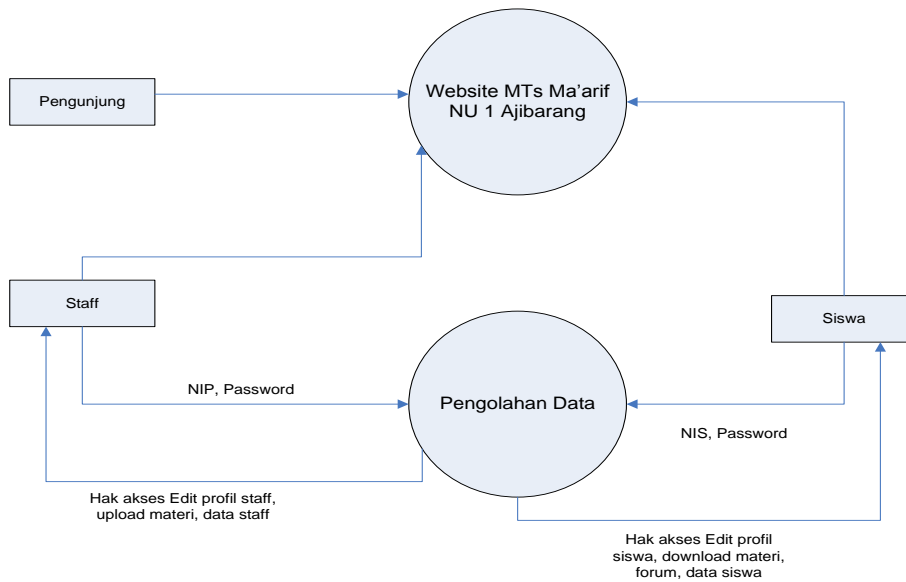 Pengunjung
Website MTs Ma'arif
NU 1 Ajibarang
Staff
Siswa
NIP, Password
Pengolahan Data
NIS, Password
Hak akses Edit profil staff,
upload materi, data staff
Hak akses Edit profil
siswa, download materi,
forum, data siswa